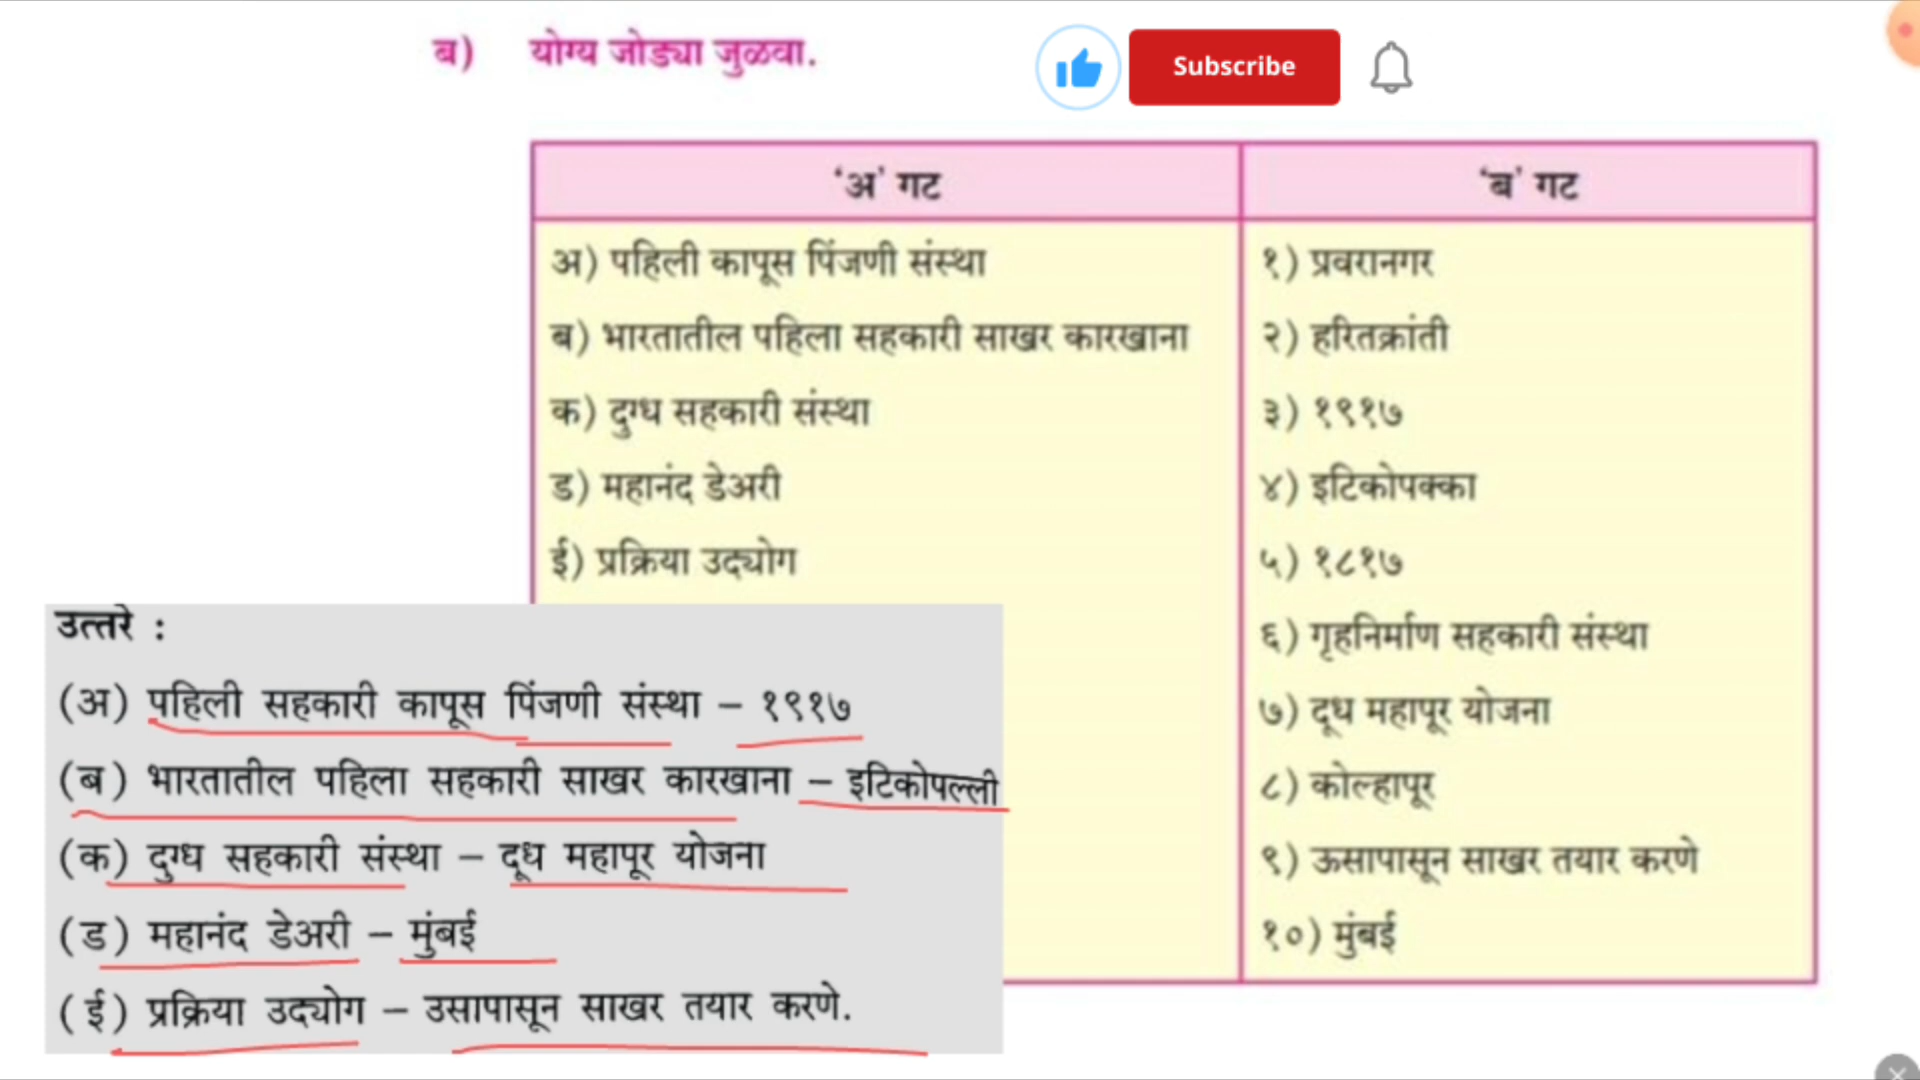 ब) योग्य जोड्या जुळवा.
Subscribe
'अ' गट
'ब' गट
अ) पहिली कापूस पिंजणी संस्था
१) प्रवरानगर
ब) भारतातील पहिला सहकारी साखर कारखाना
२) हरितक्रांती
क) दुग्ध सहकारी संस्था
३) १९१७
ड) महानंद डेअरी
४) इटिकोपक्का
ई) प्रक्रिया उद्योग
५) १८१७
६) गृहनिर्माण सहकारी संस्था
७) दूध महापूर योजना
८) कोल्हापूर
९) ऊसापासून साखर तयार करणे
१०) मुंबई
उत्तरे :
(अ) पहिली सहकारी कापूस पिंजणी संस्था – १९१७
(ब) भारतातील पहिला सहकारी साखर कारखाना – इटिकोपल्ली
(क) दुग्ध सहकारी संस्था – दूध महापूर योजना
(ड) महानंद डेअरी – मुंबई
(ई) प्रक्रिया उद्योग – उसापासून साखर तयार करणे.